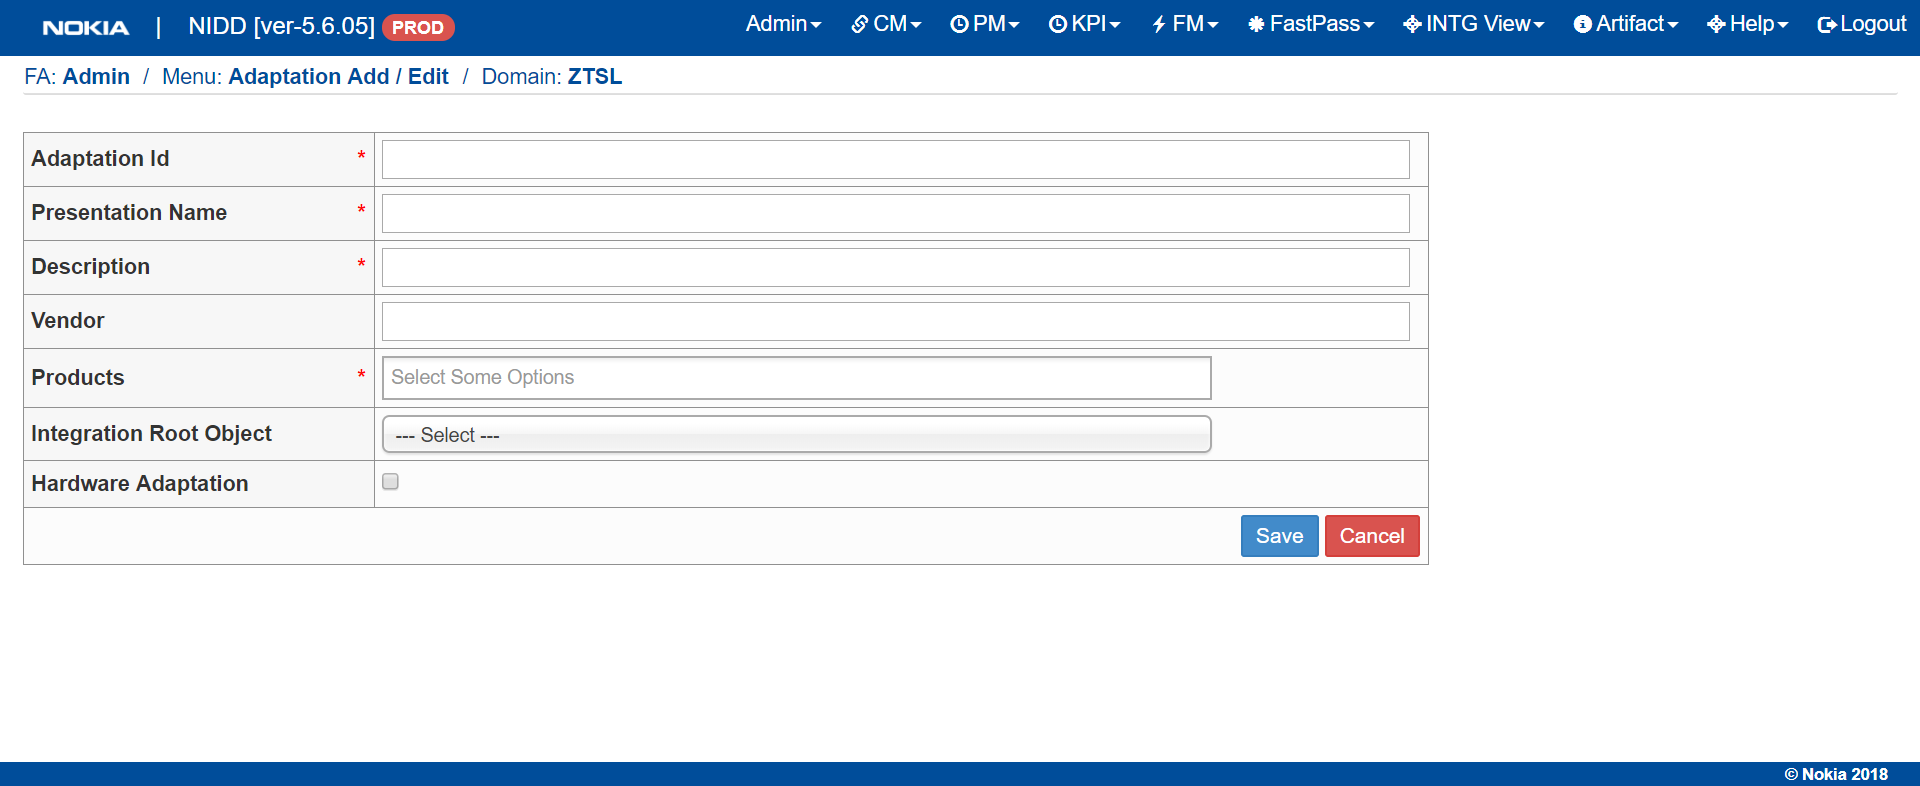 NOKIA | NIDD [ver-5.6.05] PROD Admin CM PM KPI FM FastPass INTG View Artifact Help Logout
FA: Admin / Menu: Adaptation Add / Edit / Domain: ZTSL
Adaptation Id *
Presentation Name *
Description *
Vendor
Products * Select Some Options
Integration Root Object --- Select ---
Hardware Adaptation
Save Cancel
© Nokia 2018